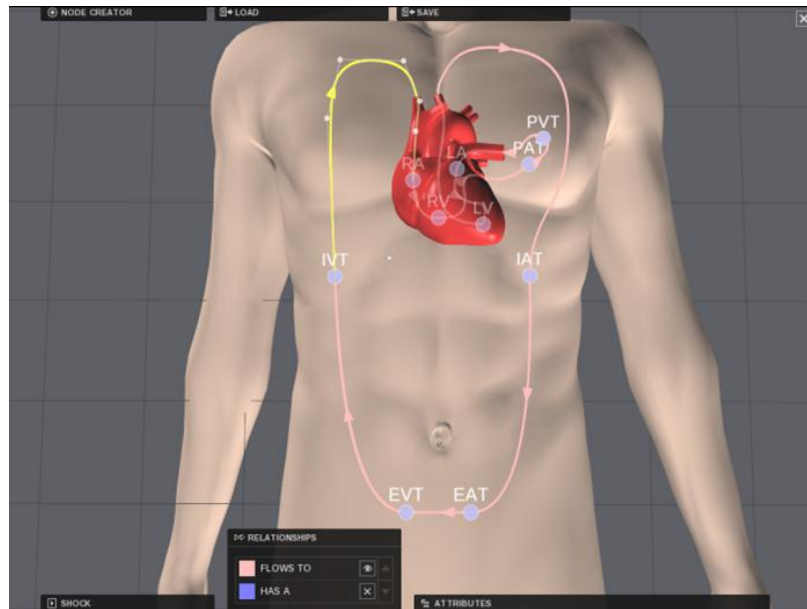 NODE CREATOR
LOAD
SAVE
PVT
PAT
RA
LA
RV
LV
IVT
IAT
EVT
EAT
RELATIONSHIPS
FLOWS TO
HAS A
SHOCK
ATTRIBUTES